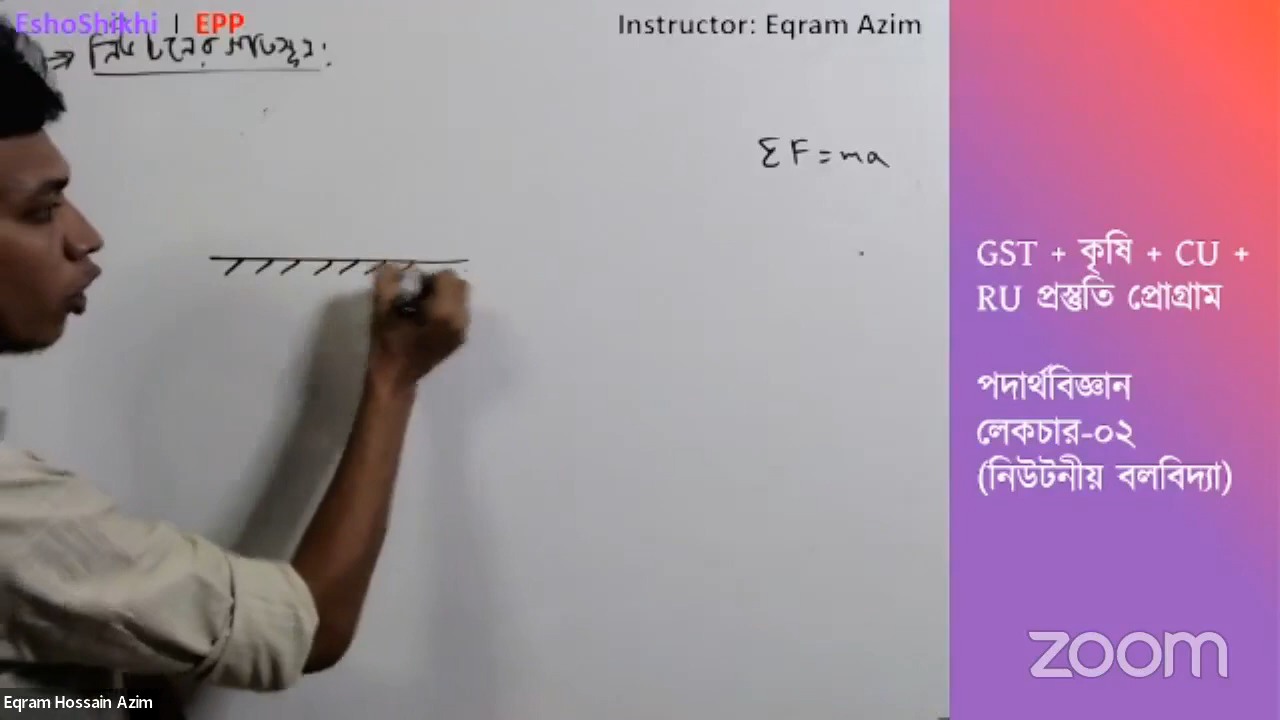 EshoShikhi | EPP
Instructor: Eqram Azim
⇒ নিউটনের
ΣF = ma
GST + কৃষি + CU +
RU প্রস্তুতি প্রোগ্রাম
পদার্থবিজ্ঞান
লেকচার-০২
(নিউটনীয় বলবিদ্যা)
zoom
Eqram Hossain Azim